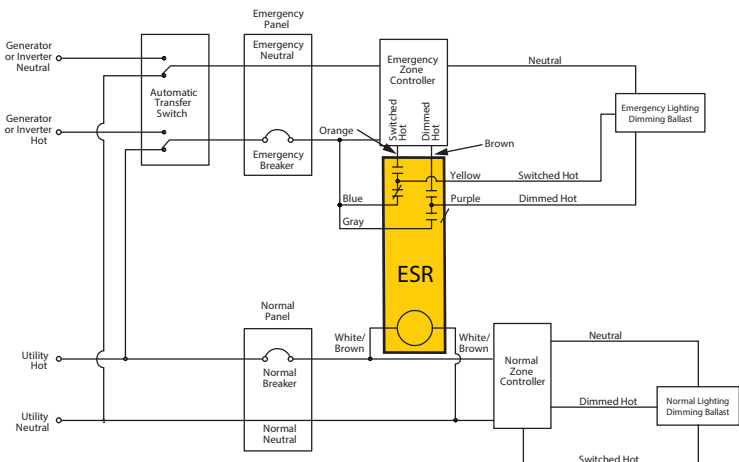 Emergency
Panel
Generator
or Inverter
Neutral
Emergency
Neutral
Automatic
Transfer
Switch
Emergency
Zone
Controller
Switched
Hot
Dimmed
Hot
Neutral
Emergency Lighting
Dimming Ballast
Generator
or Inverter
Hot
Emergency
Breaker
Orange
Brown
Yellow
Switched Hot
Blue
Purple
Dimmed Hot
Gray
ESR
Normal
Panel
White/
Brown
White/
Brown
Utility
Hot
Normal
Breaker
Normal
Zone
Controller
Neutral
Dimmed Hot
Normal Lighting
Dimming Ballast
Utility
Neutral
Normal
Neutral
Switched Hot